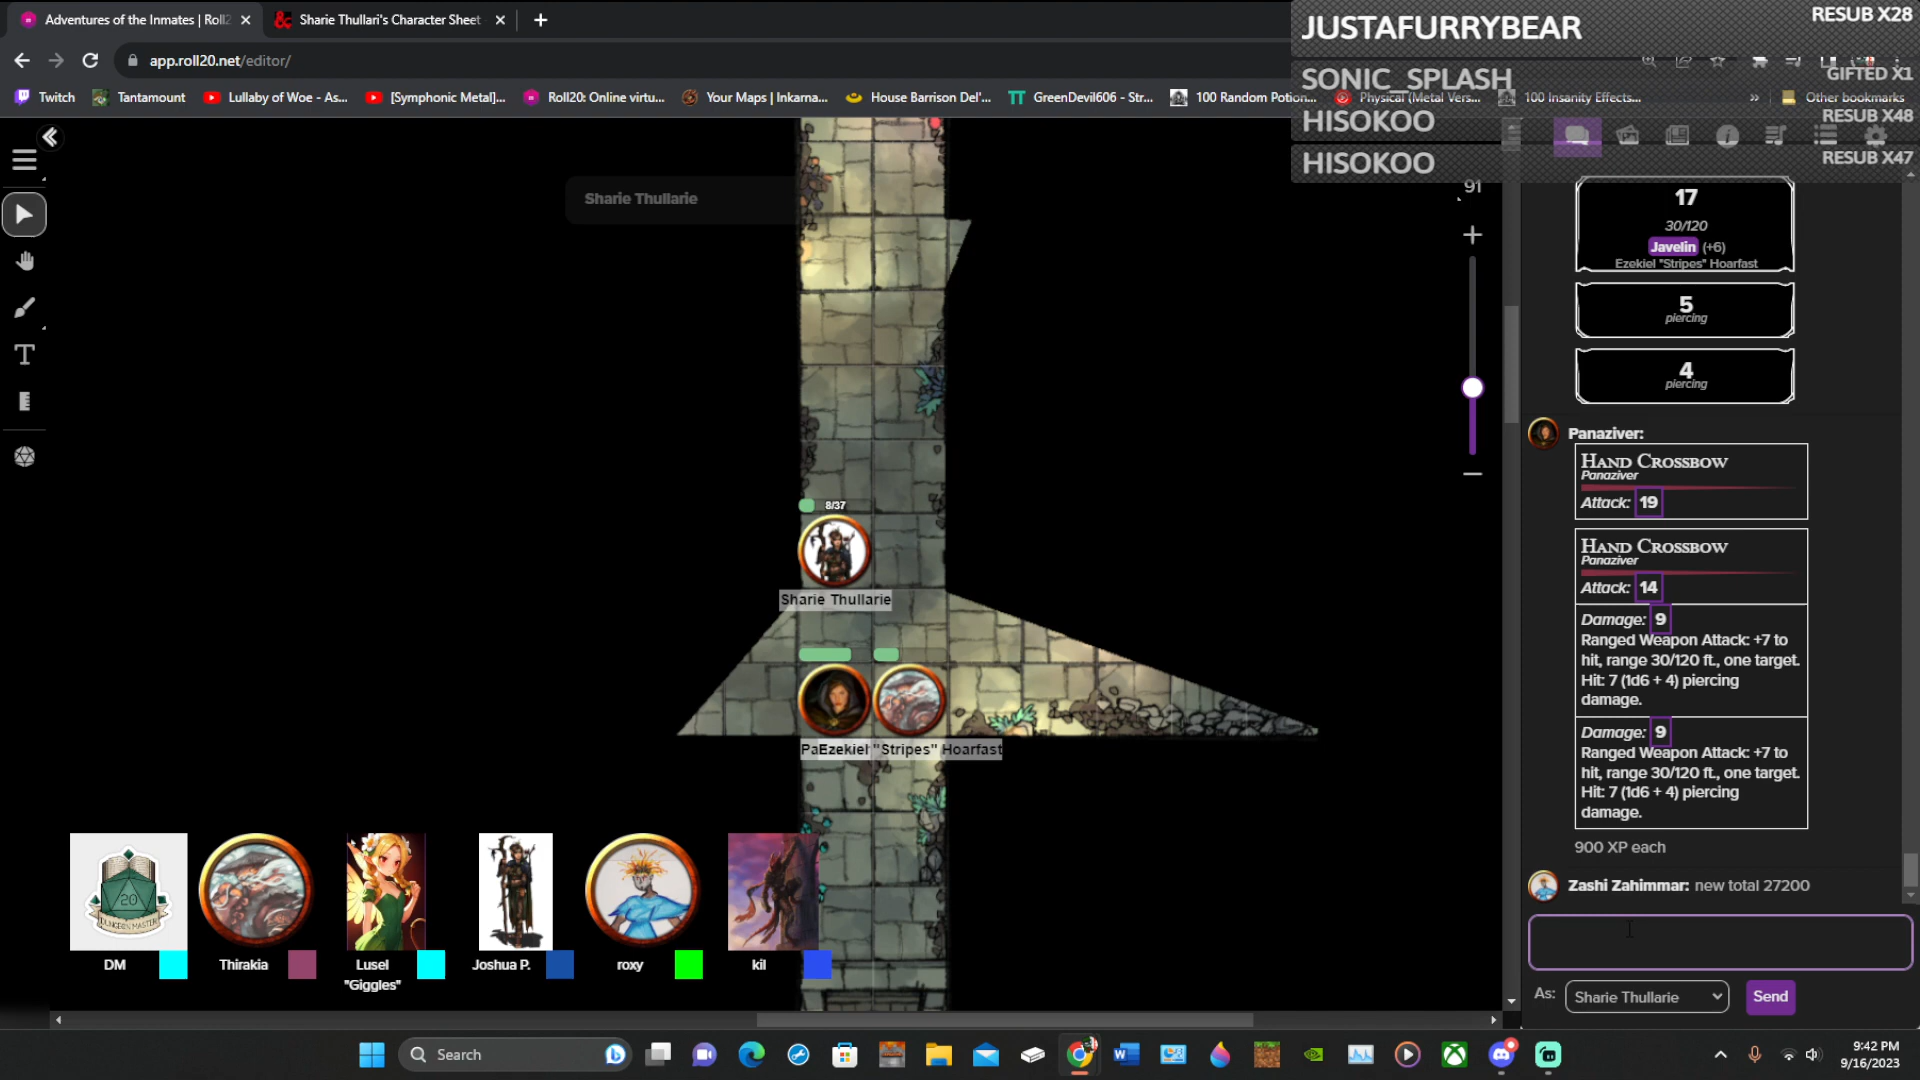 Adventures of the Inmates | Roll2
Sharie Thullari's Character Sheet
JUSTAFURRYBEAR
RESUB X28
app.roll20.net/editor/
SONIC_SPLASH
GIFTED X1
Twitch
Tantamount
Lullaby of Woe - As...
[Symphonic Metal]...
Roll20: Online virtu...
Your Maps | Inkarna...
House Barrison Del'...
GreenDevil606 - Str...
100 Random Potion...
Physical (Metal Vers...
100 Insanity Effects...
Other bookmarks
HISOKOO
RESUB X48
HISOKOO
RESUB X47
Sharie Thullarie
91
17
30/120
Javelin (+6)
Ezekiel "Stripes" Hoarfast
5
piercing
4
piercing
Panaziver:
Hand Crossbow
Panaziver
Attack: 19
Hand Crossbow
Panaziver
Attack: 14
Damage: 9
Ranged Weapon Attack: +7 to
hit, range 30/120 ft., one target.
Hit: 7 (1d6 + 4) piercing
damage.
Damage: 9
Ranged Weapon Attack: +7 to
hit, range 30/120 ft., one target.
Hit: 7 (1d6 + 4) piercing
damage.
900 XP each
Zashi Zahimmar: new total 27200
As: Sharie Thullarie
Send
8/37
Sharie Thullarie
PaEzekiel "Stripes" Hoarfast
20
DUNGEON MASTER
DM
Thirakia
Lusel
"Giggles"
Joshua P.
roxy
kil
Search
9:42 PM
9/16/2023